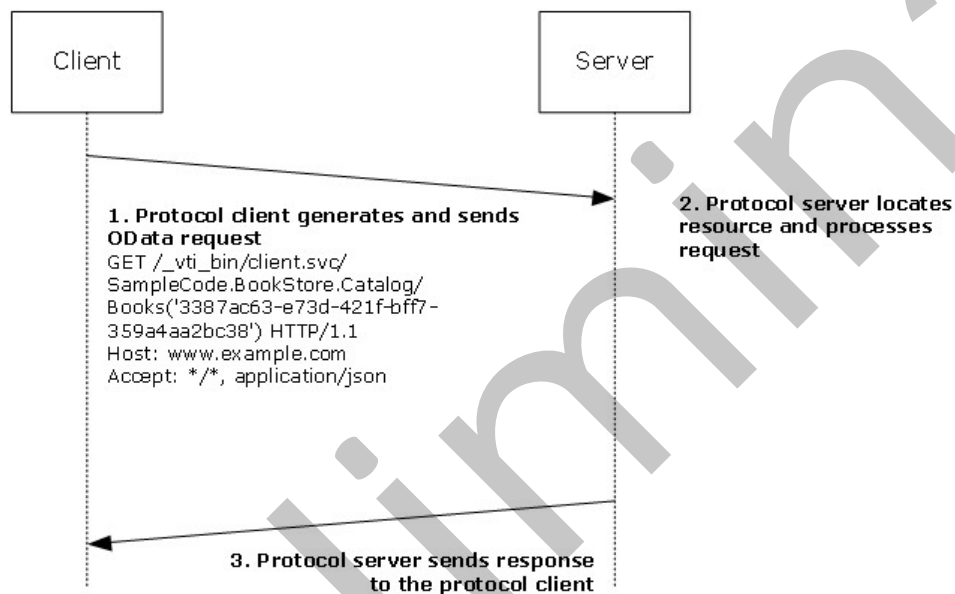 Client
Server
1. Protocol client generates and sends
OData request
GET /_vti_bin/client.svc/
SampleCode.BookStore.Catalog/
Books('3387ac63-e73d-421f-bff7-
359a4aa2bc38') HTTP/1.1
Host: www.example.com
Accept: */*, application/json
2. Protocol server locates
resource and processes
request
3. Protocol server sends response
to the protocol client